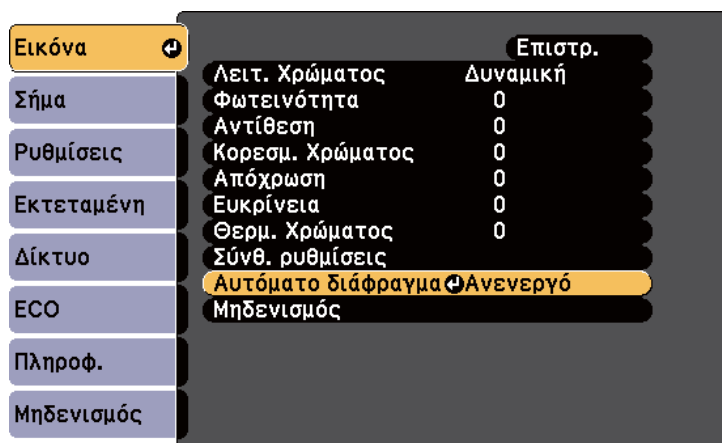 Εικόνα
Σήμα
Ρυθμίσεις
Εκτεταμένη
Δίκτυο
ECO
Πληροφ.
Μηδενισμός
Επιστρ.
Λειτ. Χρώματος Δυναμική
Φωτεινότητα 0
Αντίθεση 0
Κορεσμ. Χρώματος 0
Απόχρωση 0
Ευκρίνεια 0
Θερμ. Χρώματος 0
Σύνθ. ρυθμίσεις
Αυτόματο διάφραγμα Ανενεργό
Μηδενισμός